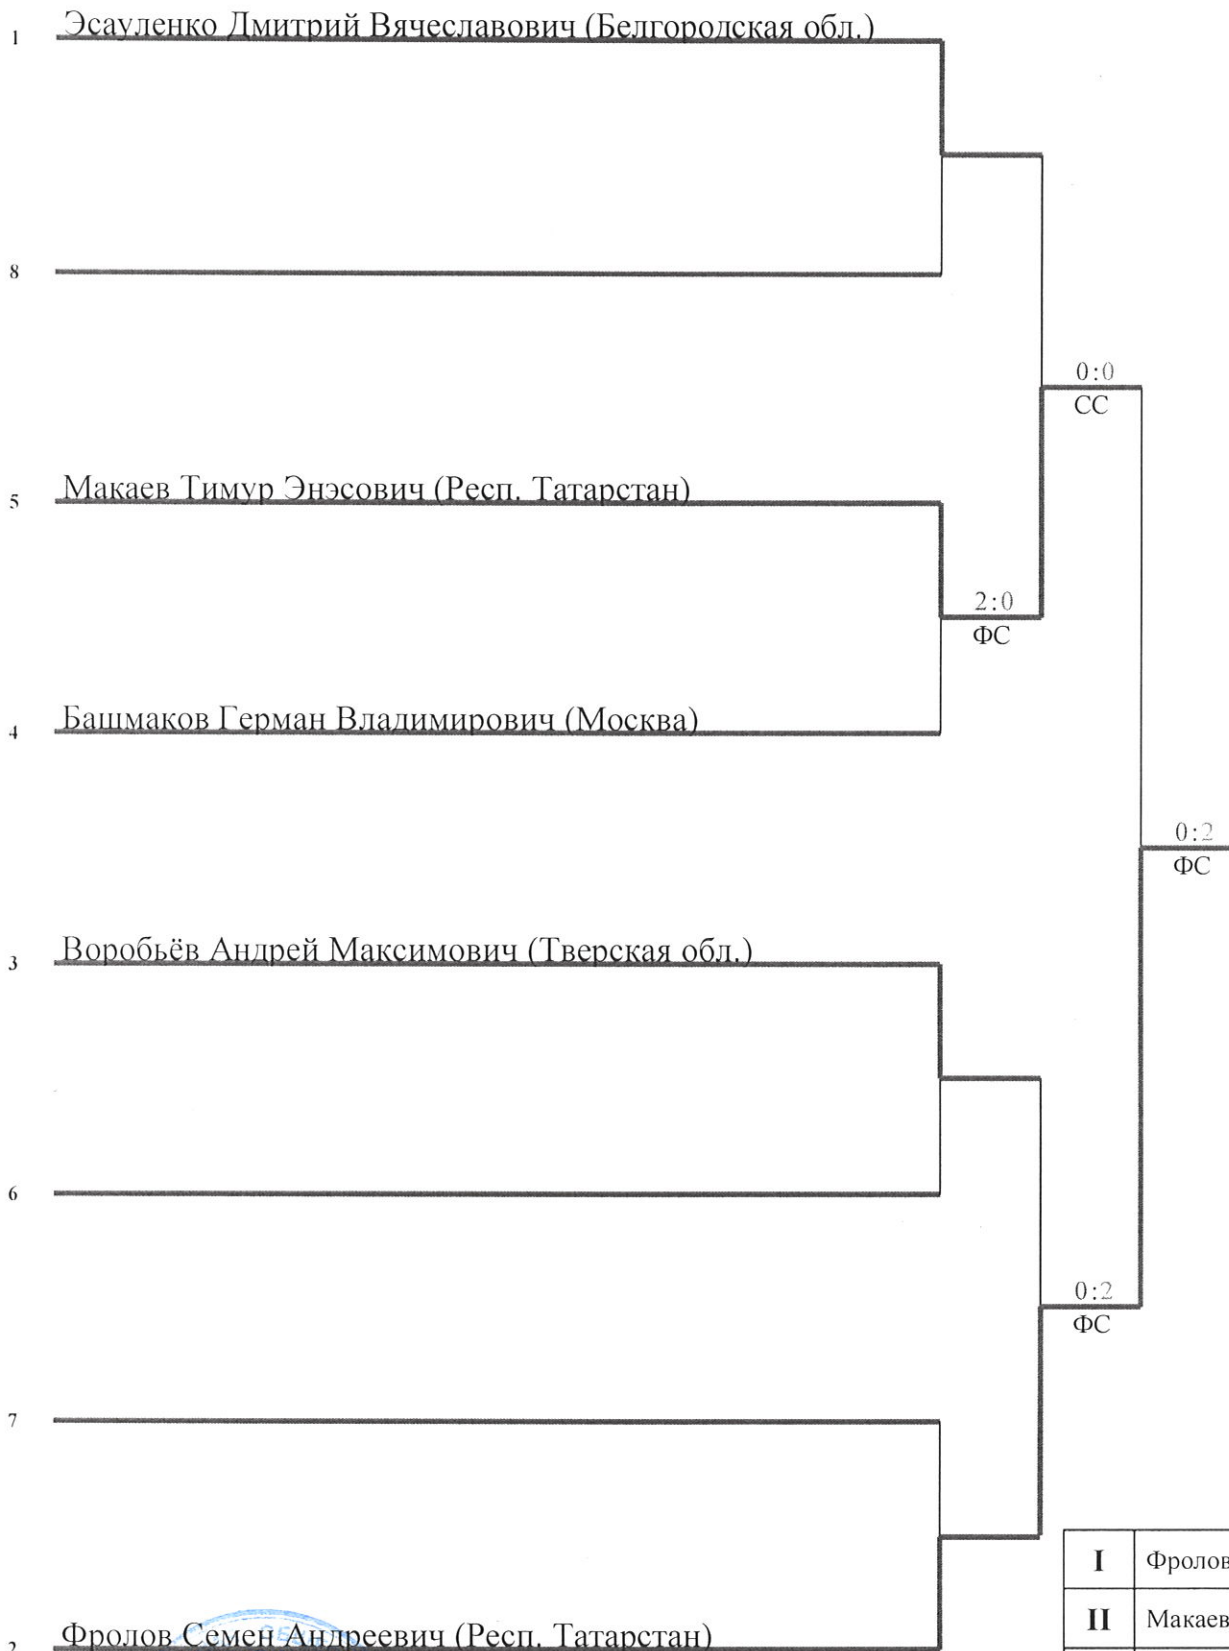 1 Эсауленко Дмитрий Вячеславович (Белгородская обл.)
8
0:0
СС
5 Макаев Тимур Энэсович (Респ. Татарстан)
2:0
ФС
4 Башмаков Герман Владимирович (Москва)
0:2
ФС
3 Воробьёв Андрей Максимович (Тверская обл.)
6
0:2
ФС
7
I Фролов
II Макаев
2 Фролов Семен Андреевич (Респ. Татарстан)